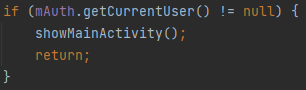 if (mAuth.getCurrentUser() != null) {
    showMainActivity();
    return;
}